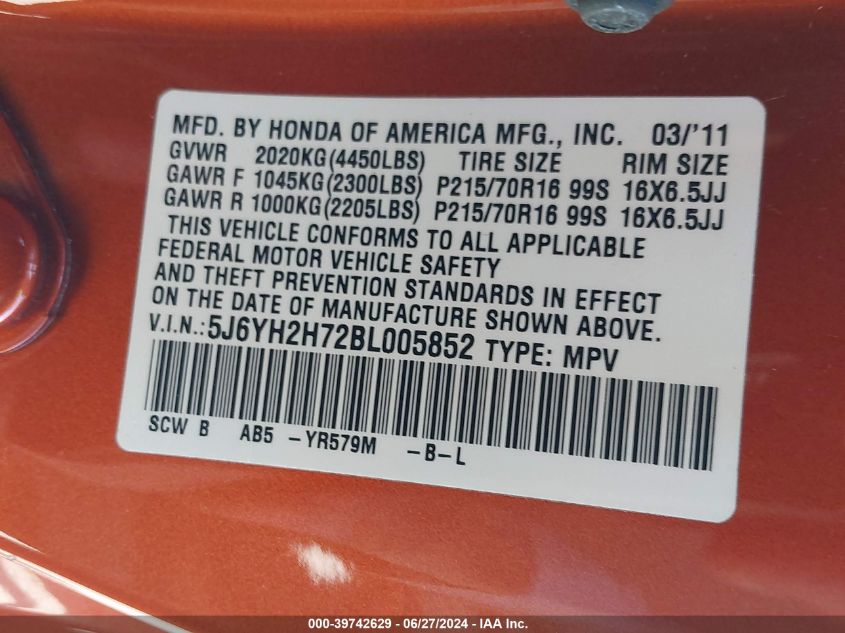 MFD. BY HONDA OF AMERICA MFG., INC. 03/'11
GVWR 2020KG(4450LBS) TIRE SIZE RIM SIZE
GAWR F 1045KG(2300LBS) P215/70R16 99S 16X6.5JJ
GAWR R 1000KG(2205LBS) P215/70R16 99S 16X6.5JJ
THIS VEHICLE CONFORMS TO ALL APPLICABLE
FEDERAL MOTOR VEHICLE SAFETY
AND THEFT PREVENTION STANDARDS IN EFFECT
ON THE DATE OF MANUFACTURE SHOWN ABOVE.
V.I.N.:5J6YH2H72BL005852 TYPE: MPV
SCW B AB5 -YR579M -B-L
000-39742629 - 06/27/2024 - IAA Inc.